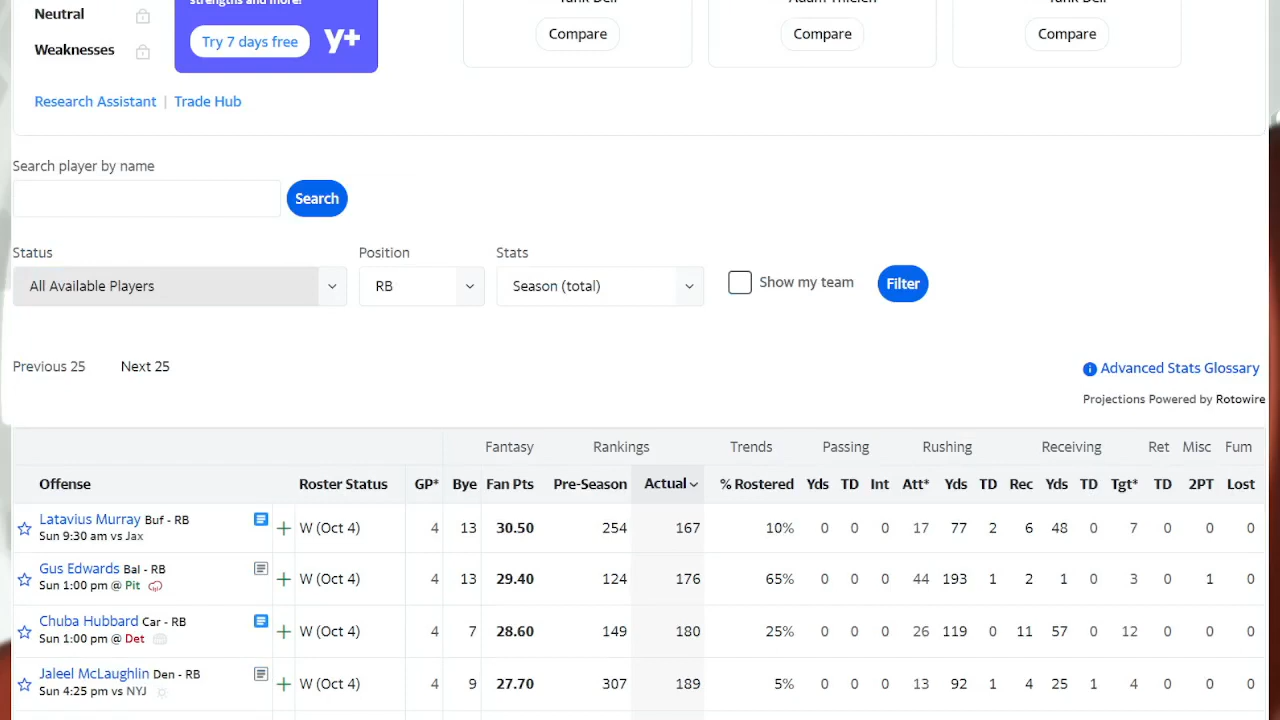 strengths and more!
Neutral
Weaknesses
Try 7 days free y+
Tank Dell Adam Thielen Tank Dell
Compare Compare Compare
Research Assistant | Trade Hub
Search player by name
Search
Status Position Stats
All Available Players RB Season (total) Show my team Filter
Previous 25 Next 25
Advanced Stats Glossary
Projections Powered by Rotowire
Fantasy Rankings Trends Passing Rushing Receiving Ret Misc Fum
Offense Roster Status GP* Bye Fan Pts Pre-Season Actual % Rostered Yds TD Int Att* Yds TD Rec Yds TD Tgt* TD 2PT Lost
Latavius Murray Buf - RB
Sun 9:30 am vs Jax
W (Oct 4) 4 13 30.50 254 167 10% 0 0 0 17 77 2 6 48 0 7 0 0 0
Gus Edwards Bal - RB
Sun 1:00 pm @ Pit
W (Oct 4) 4 13 29.40 124 176 65% 0 0 0 44 193 1 2 1 0 3 0 1 0
Chuba Hubbard Car - RB
Sun 1:00 pm @ Det
W (Oct 4) 4 7 28.60 149 180 25% 0 0 0 26 119 0 11 57 0 12 0 0 0
Jaleel McLaughlin Den - RB
Sun 4:25 pm vs NYJ
W (Oct 4) 4 9 27.70 307 189 5% 0 0 0 13 92 1 4 25 1 4 0 0 0